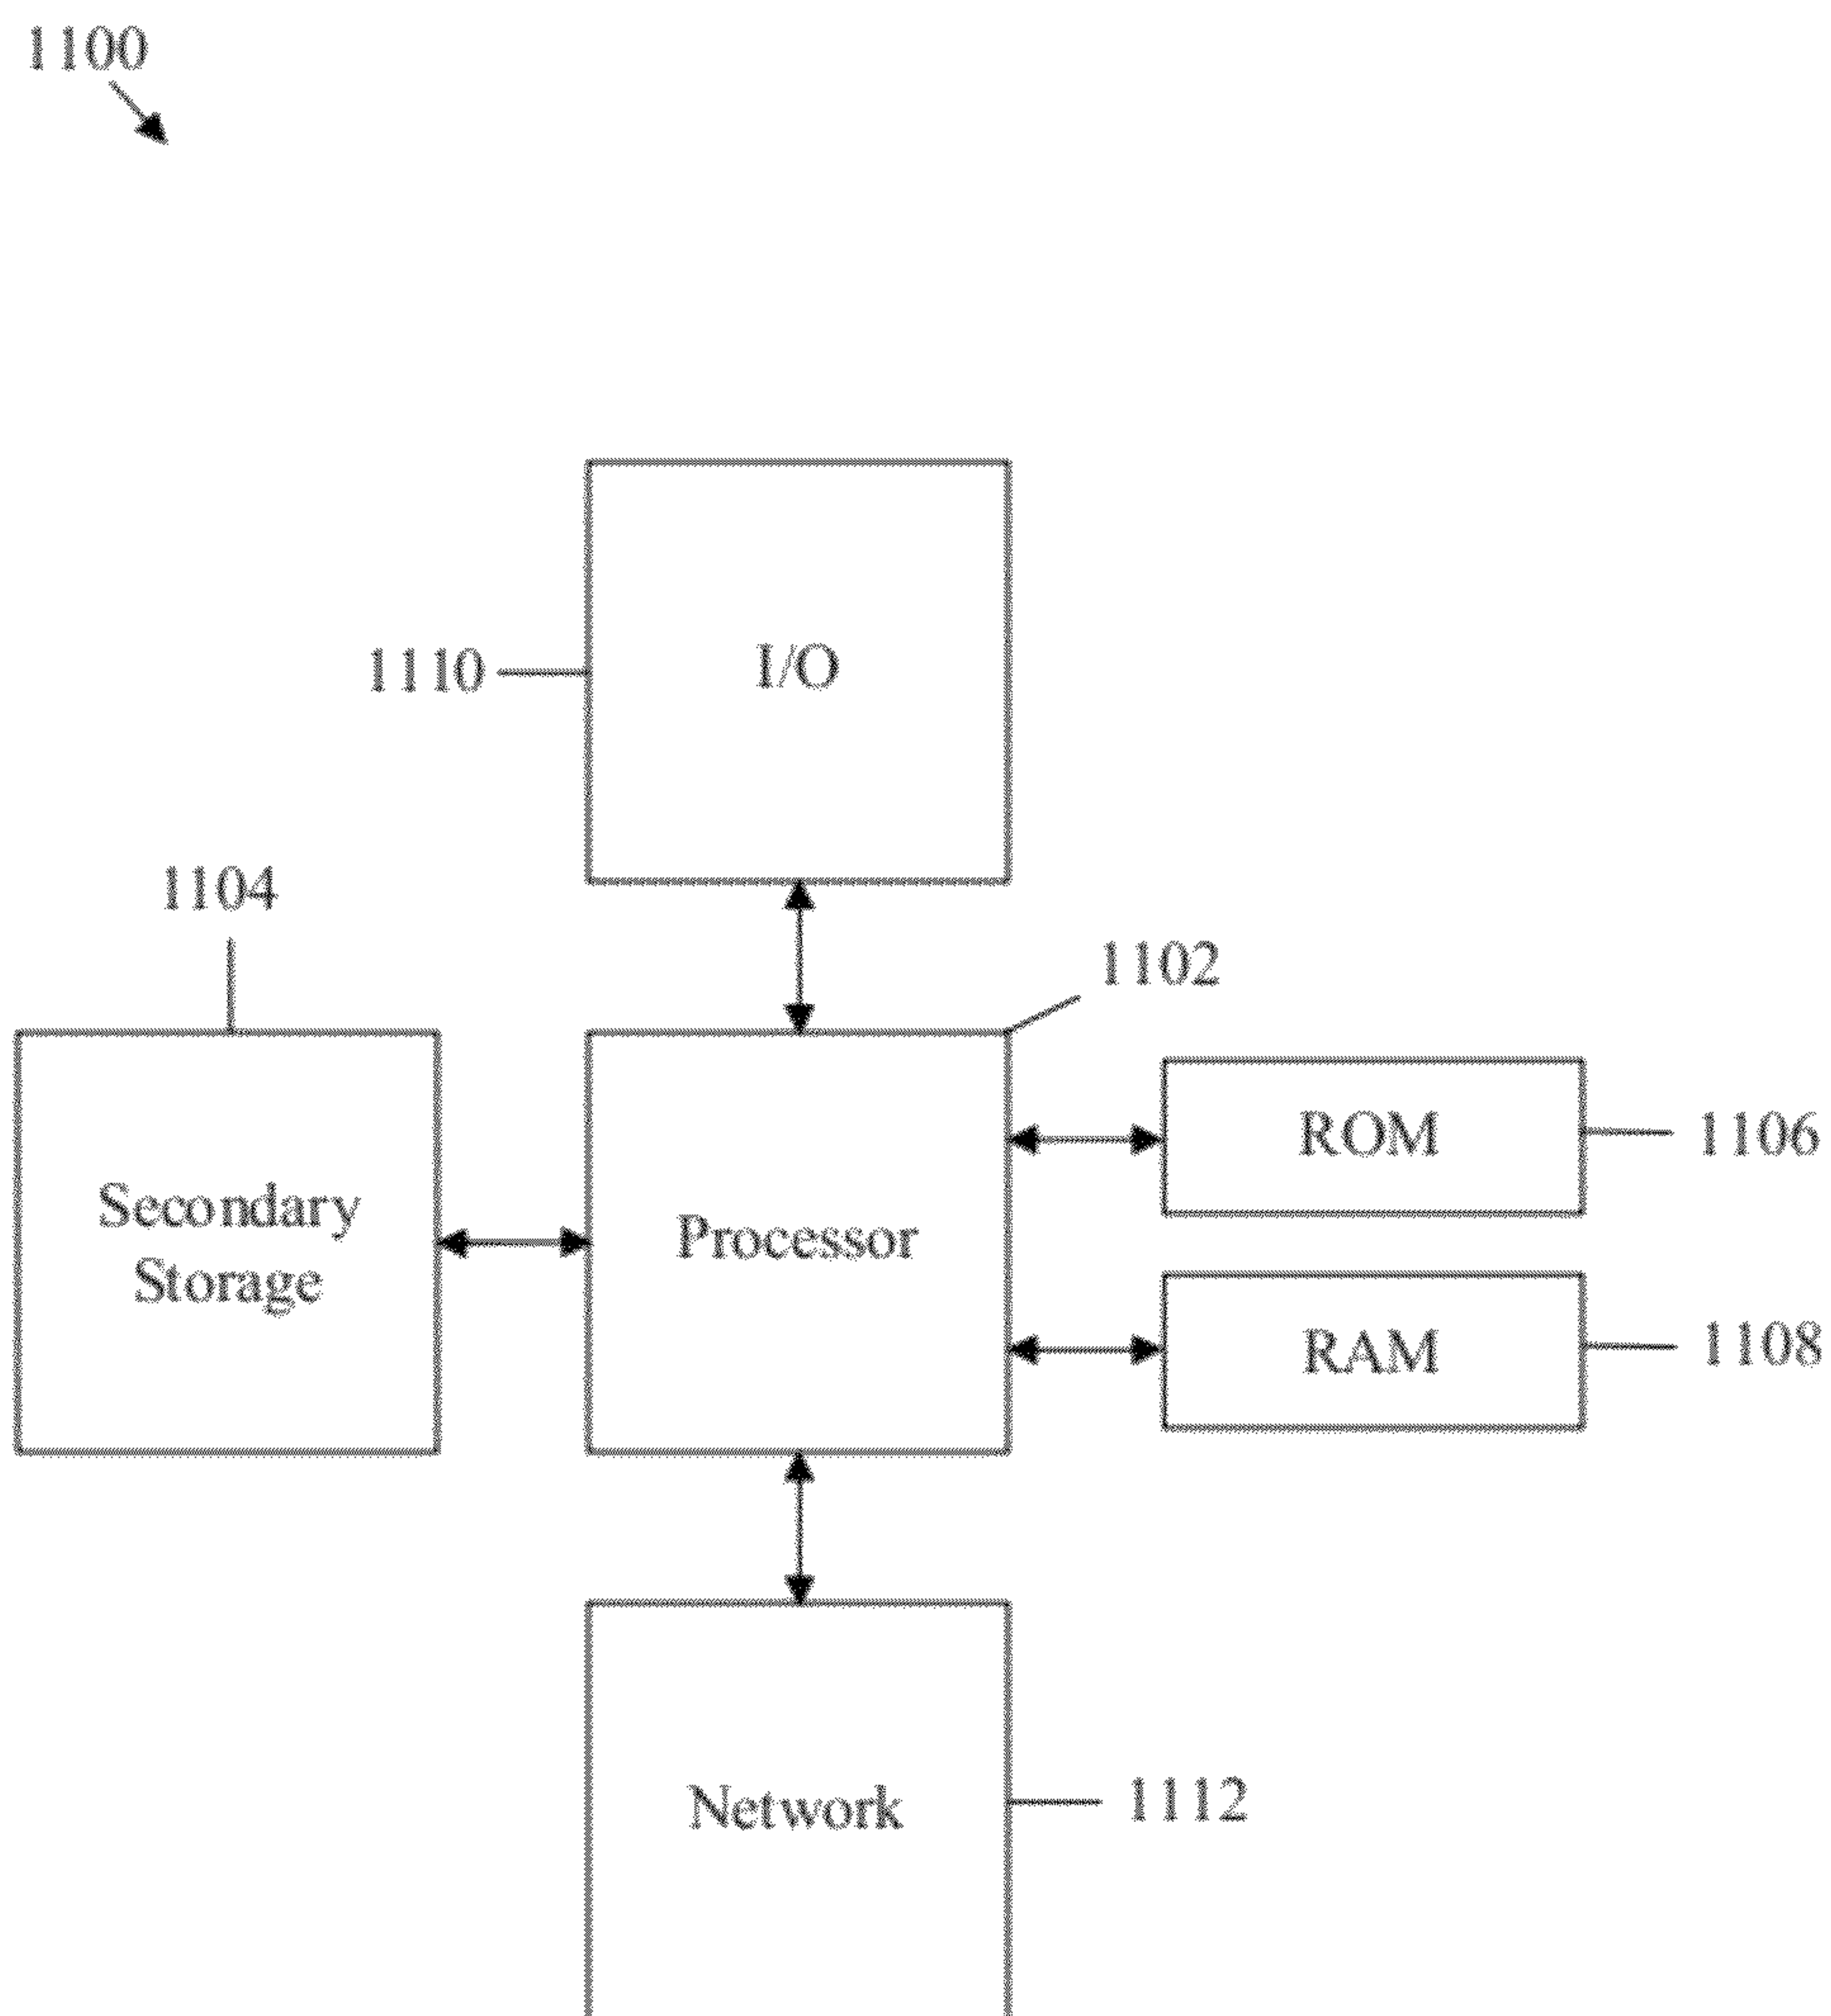 1100
I/O
1110
1104
1102
Secondary
Storage
Processor
ROM
1106
RAM
1108
Network
1112